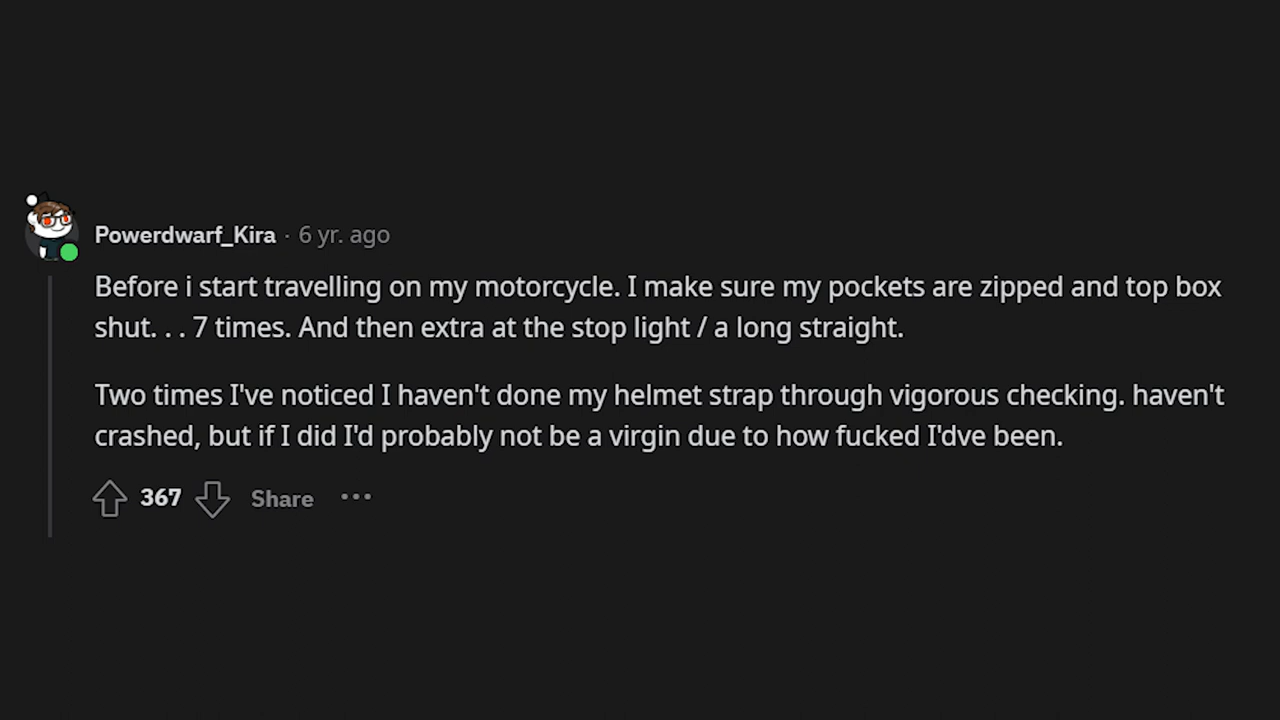 Powerdwarf_Kira · 6 yr. ago
Before i start travelling on my motorcycle. I make sure my pockets are zipped and top box
shut. . . 7 times. And then extra at the stop light / a long straight.
Two times I've noticed I haven't done my helmet strap through vigorous checking. haven't
crashed, but if I did I'd probably not be a virgin due to how fucked I'dve been.
367 Share ···